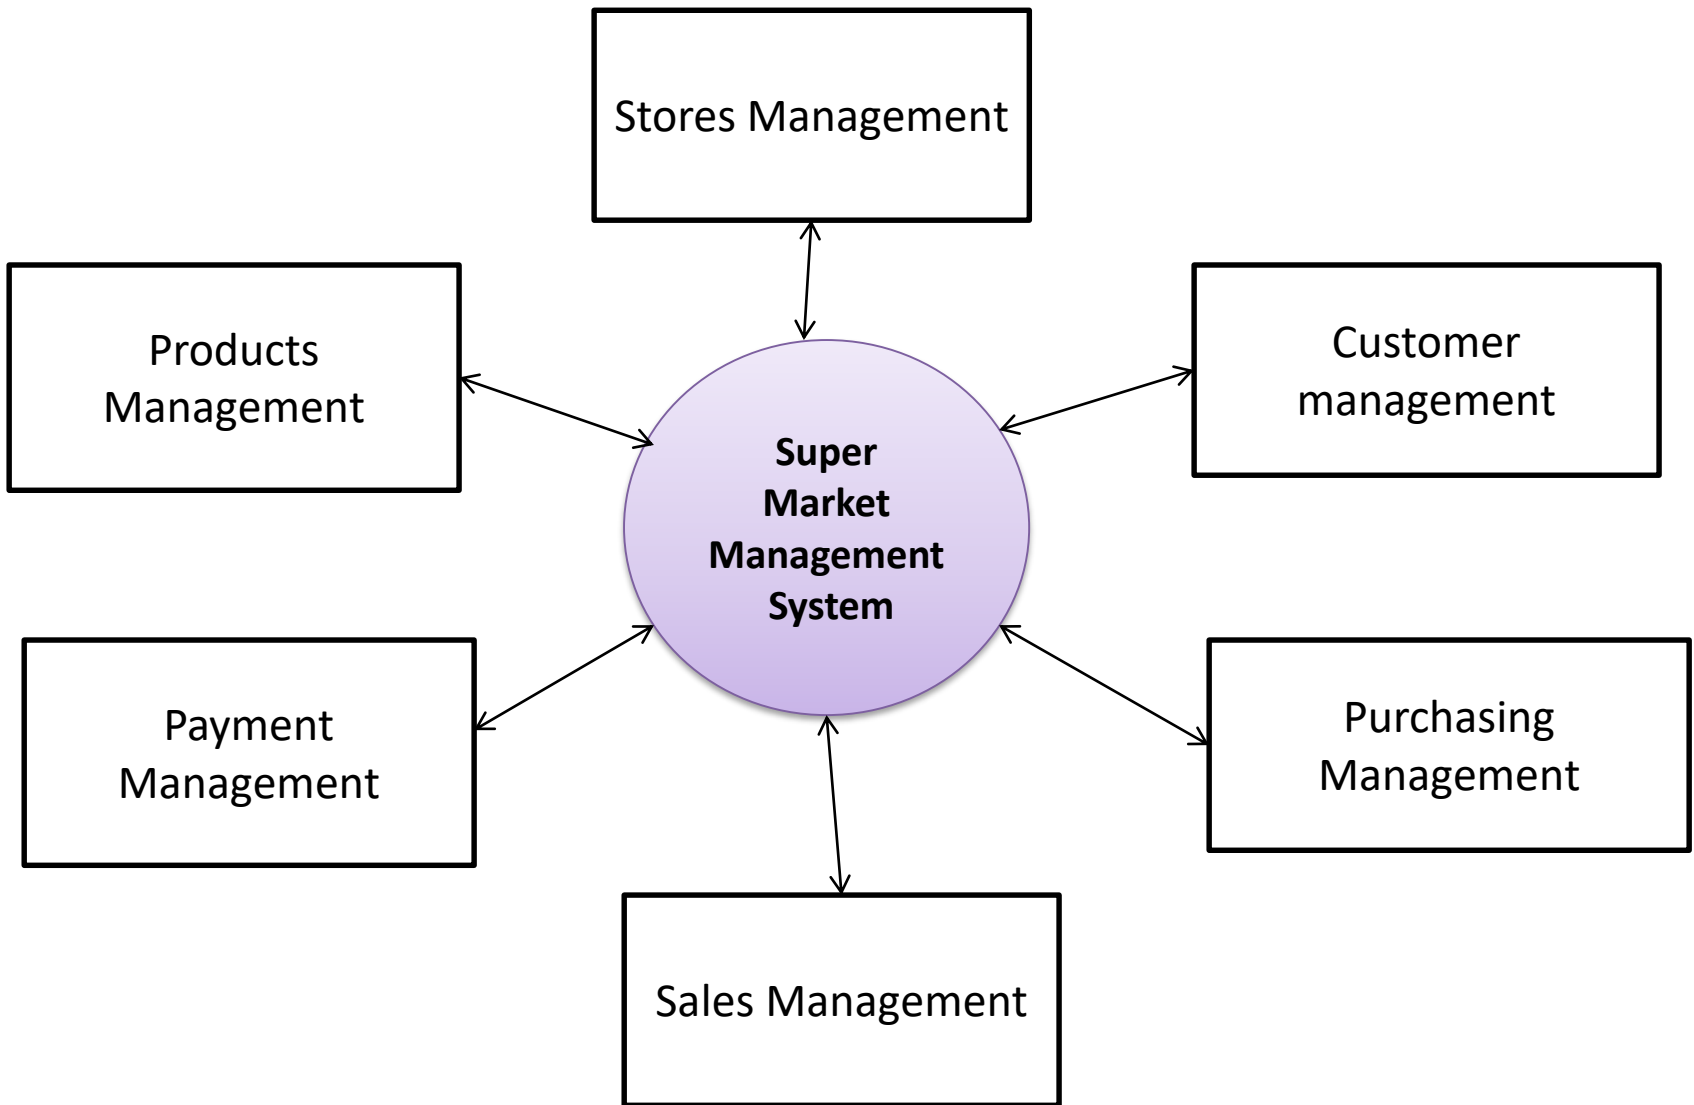 Stores Management
Products
Management
Customer
management
Super
Market
Management
System
Payment
Management
Purchasing
Management
Sales Management